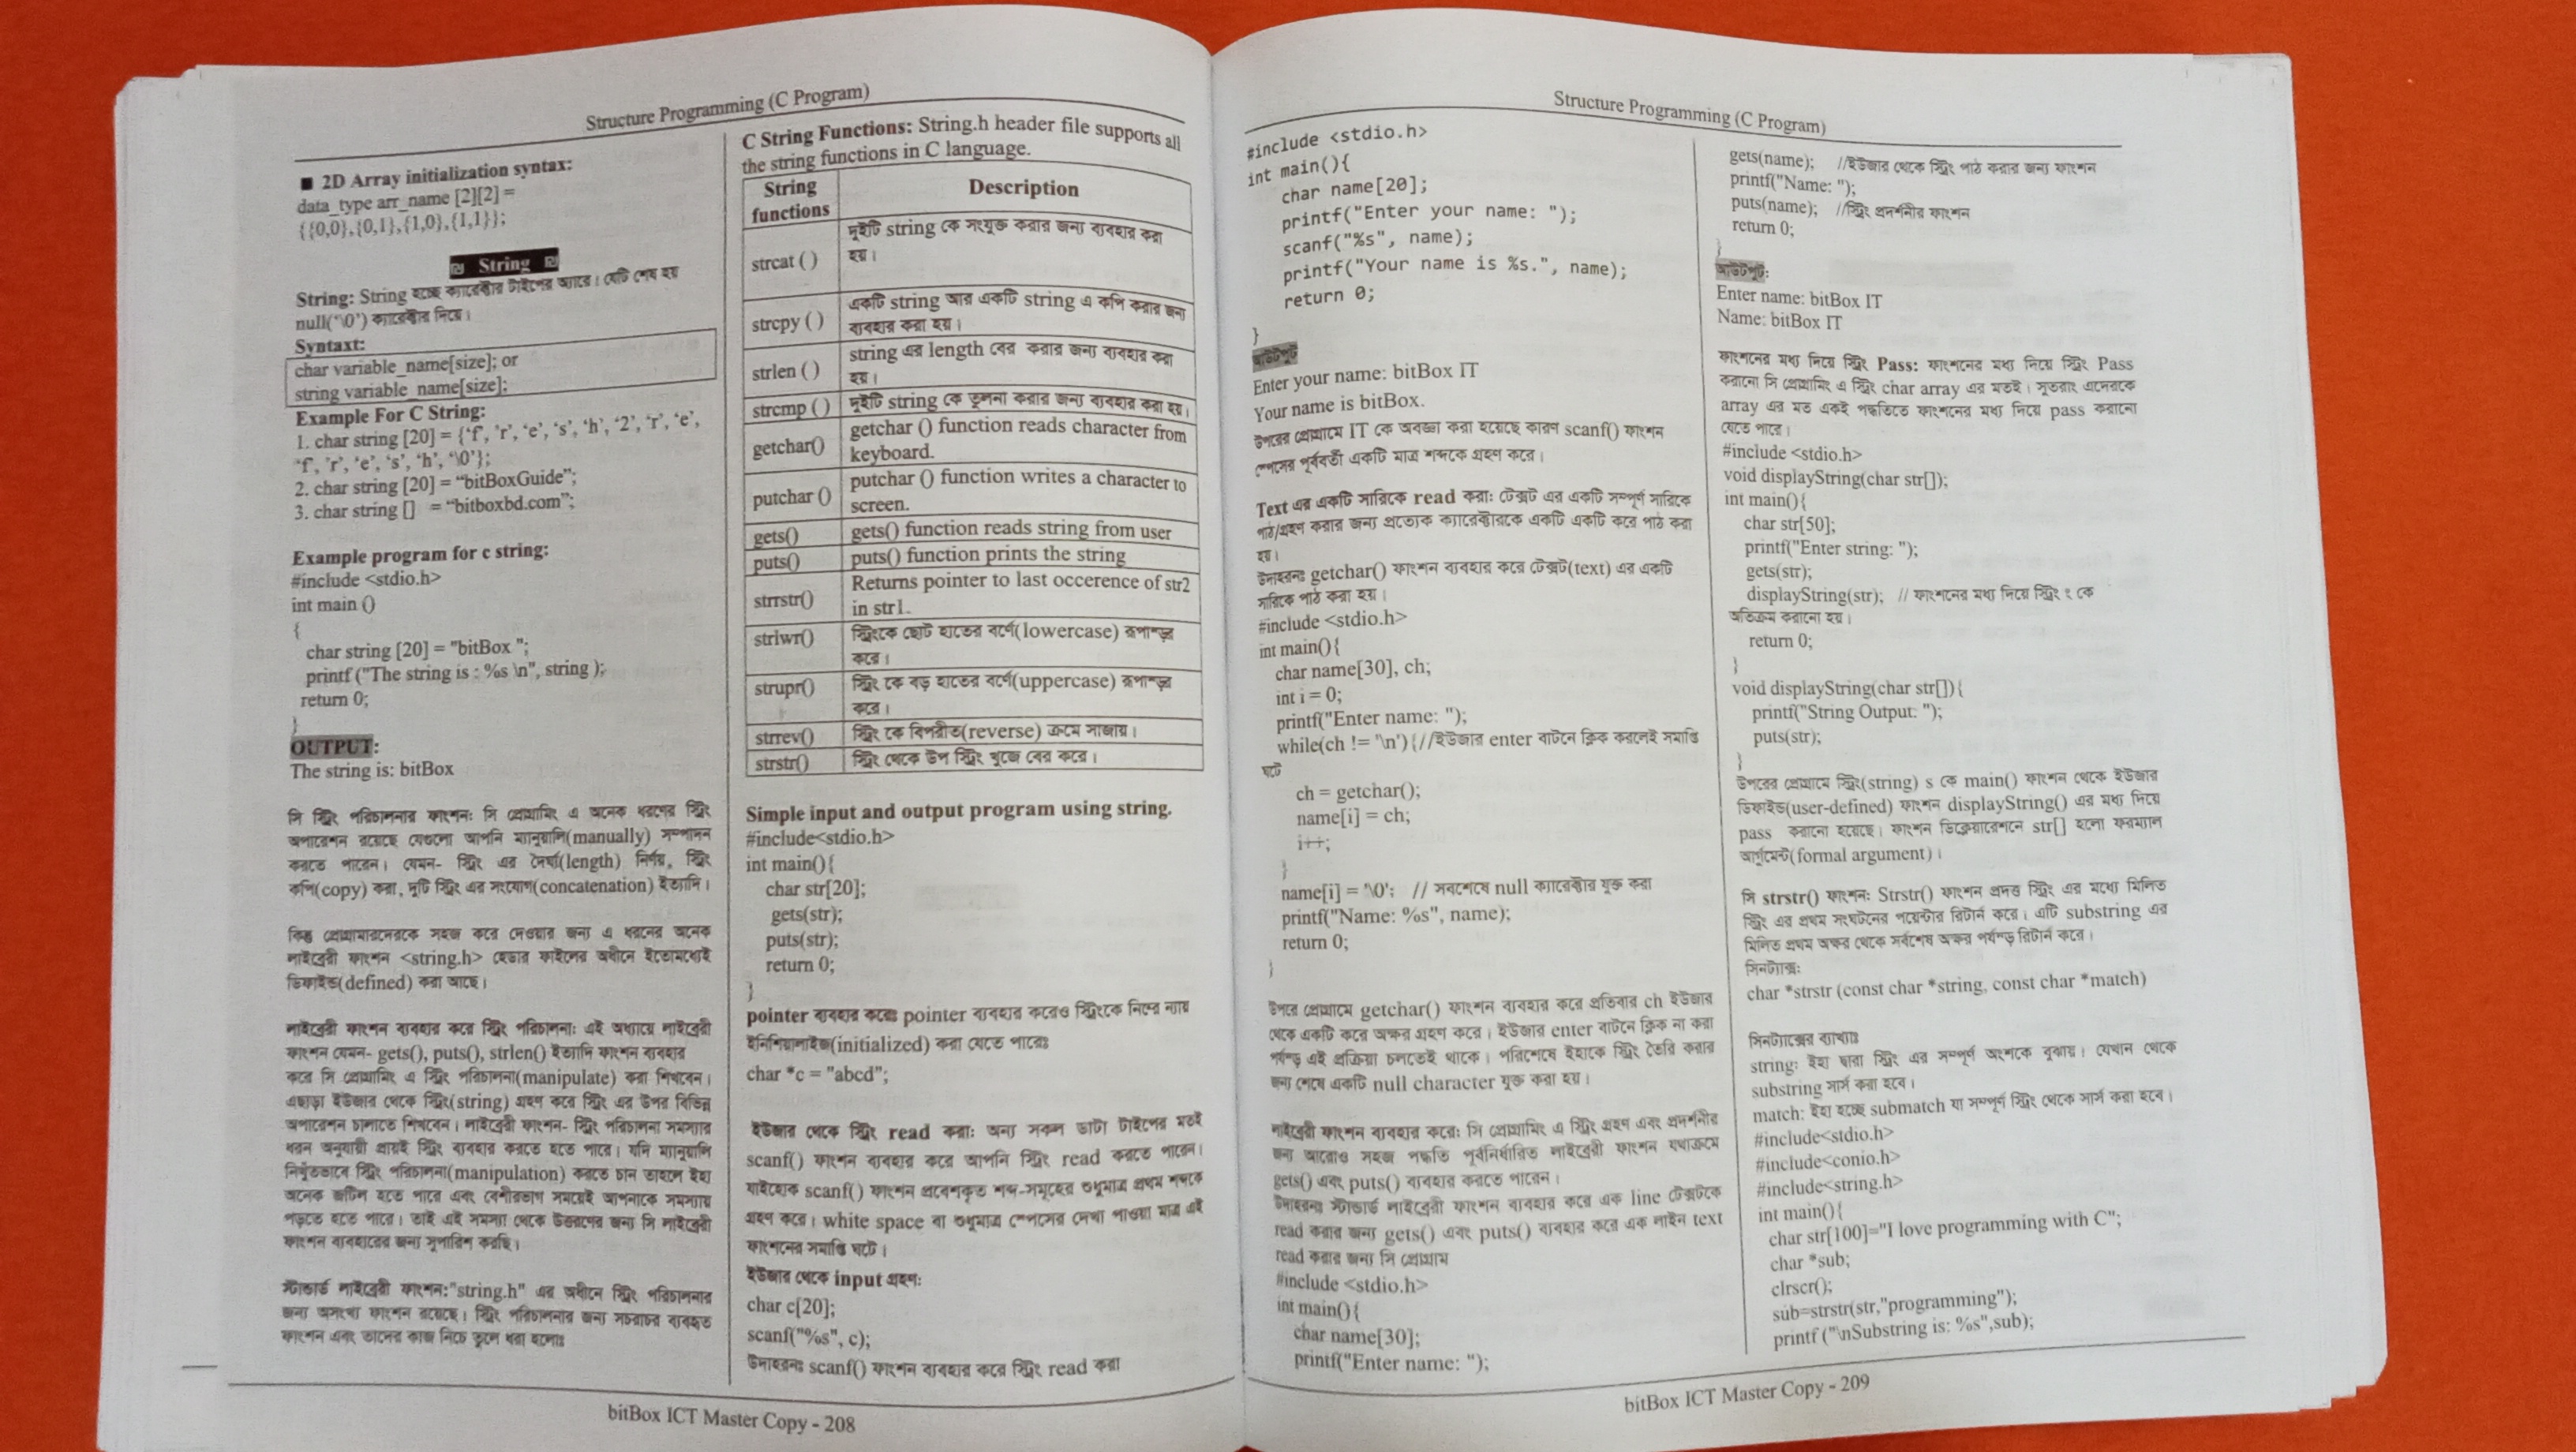 Structure Programming (C Program)
■ 2D Array initialization syntax:
data_type arr_name [2][2] =
{{0,0},{0,1},{1,0},{1,1}};
String
String: String হচ্ছে ক্যারেক্টার টাইপের অ্যারে। যেটি শেষ হয়
null('\0') ক্যারেক্টার দিয়ে।
Syntaxt:
char variable_name[size]; or
string variable_name[size];
Example For C String:
1. char string [20] = {‘f’, ’r’, ‘e’, ‘s’, ‘h’, ‘2’, ‘r’, ‘e’,
‘f’, ’r’, ‘e’, ‘s’, ‘h’, ‘\0’};
2. char string [20] = “bitBoxGuide”;
3. char string [] = “bitboxbd.com”;
Example program for c string:
#include <stdio.h>
int main ()
{
char string [20] = "bitBox ";
printf ("The string is : %s \n", string );
return 0;
}
OUTPUT:
The string is: bitBox
সি স্ট্রিং পরিচালনার ফাংশন: সি প্রোগ্রামিং এ অনেক ধরণের স্ট্রিং
অপারেশন রয়েছে যেগুলো আপনি ম্যানুয়ালি(manually) সম্পাদন
করতে পারেন। যেমন- স্ট্রিং এর দৈর্ঘ্য(length) নির্ণয়, স্ট্রিং
কপি(copy) করা, দুটি স্ট্রিং এর সংযোগ(concatenation) ইত্যাদি।
কিন্তু প্রোগ্রামারদেরকে সহজ করে দেওয়ার জন্য এ ধরনের অনেক
লাইব্রেরী ফাংশন <string.h> হেডার ফাইলের অধীনে ইতোমধ্যেই
ডিফাইন্ড(defined) করা আছে।
লাইব্রেরী ফাংশন ব্যবহার করে স্ট্রিং পরিচালনা: এই অধ্যায়ে লাইব্রেরী
ফাংশন যেমন- gets(), puts(), strlen() ইত্যাদি ফাংশন ব্যবহার
করে সি প্রোগ্রামিং এ স্ট্রিং পরিচালনা(manipulate) করা শিখবেন।
এছাড়া ইউজার থেকে স্ট্রিং(string) গ্রহণ করে স্ট্রিং এর উপর বিভিন্ন
অপারেশন চালাতে শিখবেন। লাইব্রেরী ফাংশন- স্ট্রিং পরিচালনা সমস্যার
ধরন অনুযায়ী প্রায়ই স্ট্রিং ব্যবহার করতে হতে পারে। যদি ম্যানুয়ালি
নিখুঁতভাবে স্ট্রিং পরিচালনা(manipulation) করতে চান তাহলে ইহা
অনেক জটিল হতে পারে এবং বেশীরভাগ সময়েই আপনাকে সমস্যায়
পড়তে হতে পারে। তাই এই সমস্যা থেকে উত্তরণের জন্য সি লাইব্রেরী
ফাংশন ব্যবহারের জন্য সুপারিশ করছি।
স্ট্যান্ডার্ড লাইব্রেরী ফাংশন:"string.h" এর অধীনে স্ট্রিং পরিচালনার
জন্য অসংখ্য ফাংশন রয়েছে। স্ট্রিং পরিচালনার জন্য সচরাচর ব্যবহৃত
ফাংশন এবং তাদের কাজ নিচে তুলে ধরা হলোঃ
C String Functions: String.h header file supports all
the string functions in C language.
String functions Description
strcat ( ) দুইটি string কে সংযুক্ত করার জন্য ব্যবহার করা
হয়।
strcpy ( ) একটি string আর একটি string এ কপি করার জন্য
ব্যবহার করা হয়।
strlen ( ) string এর length বের করার জন্য ব্যবহার করা
হয়।
strcmp ( ) দুইটি string কে তুলনা করার জন্য ব্যবহার করা হয়।
getchar() getchar () function reads character from
keyboard.
putchar () putchar () function writes a character to
screen.
gets() gets() function reads string from user
puts() puts() function prints the string
strrstr() Returns pointer to last occerence of str2
in str1.
strlwr() স্ট্রিংকে ছোট হাতের বর্ণে(lowercase) রূপান্ড়র
করে।
strupr() স্ট্রিং কে বড় হাতের বর্ণে(uppercase) রূপান্ড়র
করে।
strrev() স্ট্রিং কে বিপরীত(reverse) ক্রমে সাজায়।
strstr() স্ট্রিং থেকে উপ স্ট্রিং খুজে বের করে।
Simple input and output program using string.
#include<stdio.h>
int main(){
char str[20];
gets(str);
puts(str);
return 0;
}
pointer ব্যবহার করেঃ pointer ব্যবহার করেও স্ট্রিংকে নিম্নের ন্যায়
ইনিশিয়ালাইজ(initialized) করা যেতে পারেঃ
char *c = "abcd";
ইউজার থেকে স্ট্রিং read করা: অন্য সকল ডাটা টাইপের মতই
scanf() ফাংশন ব্যবহার করে আপনি স্ট্রিং read করতে পারেন।
যাইহোক scanf() ফাংশন প্রবেশকৃত শব্দ-সমূহের শুধুমাত্র প্রথম শব্দকে
গ্রহণ করে। white space বা শুধুমাত্র স্পেসের দেখা পাওয়া মাত্র এই
ফাংশনের সমাপ্তি ঘটে।
ইউজার থেকে input গ্রহণ:
char c[20];
scanf("%s", c);
উদাহরনঃ scanf() ফাংশন ব্যবহার করে স্ট্রিং read করা
bitBox ICT Master Copy - 208
Structure Programming (C Program)
#include <stdio.h>
int main(){
char name[20];
printf("Enter your name: ");
scanf("%s", name);
printf("Your name is %s.", name);
return 0;
}
আউটপুট
Enter your name: bitBox IT
Your name is bitBox.
উপরের প্রোগ্রামে IT কে অবজ্ঞা করা হয়েছে কারণ scanf() ফাংশন
স্পেসের পূর্ববর্তী একটি মাত্র শব্দকে গ্রহণ করে।
Text এর একটি সারিকে read করা: টেক্সট এর একটি সম্পূর্ণ সারিকে
পাঠ/গ্রহণ করার জন্য প্রত্যেক ক্যারেক্টারকে একটি একটি করে পাঠ করা
হয়।
উদাহরনঃ getchar() ফাংশন ব্যবহার করে টেক্সট(text) এর একটি
সারিকে পাঠ করা হয়।
#include <stdio.h>
int main(){
char name[30], ch;
int i = 0;
printf("Enter name: ");
while(ch != '\n'){//ইউজার enter বাটনে ক্লিক করলেই সমাপ্তি
ঘটে
ch = getchar();
name[i] = ch;
i++;
}
name[i] = '\0'; // সবশেষে null ক্যারেক্টার যুক্ত করা
printf("Name: %s", name);
return 0;
}
উপরে প্রোগ্রামে getchar() ফাংশন ব্যবহার করে প্রতিবার ch ইউজার
থেকে একটি করে অক্ষর গ্রহণ করে। ইউজার enter বাটনে ক্লিক না করা
পর্যন্ড় এই প্রক্রিয়া চলতেই থাকে। পরিশেষে ইহাকে স্ট্রিং তৈরি করার
জন্য শেষে একটি null character যুক্ত করা হয়।
লাইব্রেরী ফাংশন ব্যবহার করে: সি প্রোগ্রামিং এ স্ট্রিং গ্রহণ এবং প্রদর্শনীর
জন্য আরোও সহজ পদ্ধতি পূর্বনির্ধারিত লাইব্রেরী ফাংশন যথাক্রমে
gets() এবং puts() ব্যবহার করতে পারেন।
উদাহরনঃ স্ট্যান্ডার্ড লাইব্রেরী ফাংশন ব্যবহার করে এক line টেক্সটকে
read করার জন্য gets() এবং puts() ব্যবহার করে এক লাইন text
read করার জন্য সি প্রোগ্রাম
#include <stdio.h>
int main(){
char name[30];
printf("Enter name: ");
gets(name); //ইউজার থেকে স্ট্রিং পাঠ করার জন্য ফাংশন
printf("Name: ");
puts(name); //স্ট্রিং প্রদর্শনীর ফাংশন
return 0;
}
আউটপুট:
Enter name: bitBox IT
Name: bitBox IT
ফাংশনের মধ্য দিয়ে স্ট্রিং Pass: ফাংশনের মধ্য দিয়ে স্ট্রিং Pass
করানো সি প্রোগ্রামিং এ স্ট্রিং char array এর মতই। সুতরাং এদেরকে
array এর মত একই পদ্ধতিতে ফাংশনের মধ্য দিয়ে pass করানো
যেতে পারে।
#include <stdio.h>
void displayString(char str[]);
int main(){
char str[50];
printf("Enter string: ");
gets(str);
displayString(str); // ফাংশনের মধ্য দিয়ে স্ট্রিং ং কে
অতিক্রম করানো হয়।
return 0;
}
void displayString(char str[]){
printf("String Output: ");
puts(str);
}
উপরের প্রোগ্রামে স্ট্রিং(string) s কে main() ফাংশন থেকে ইউজার
ডিফাইন্ড(user-defined) ফাংশন displayString() এর মধ্য দিয়ে
pass করানো হয়েছে। ফাংশন ডিক্লেয়ারেশনে str[] হলো ফরম্যাল
আর্গুমেন্ট(formal argument)।
সি strstr() ফাংশন: Strstr() ফাংশন প্রদত্ত স্ট্রিং এর মধ্যে মিলিত
স্ট্রিং এর প্রথম সংঘটনের পয়েন্টার রিটার্ন করে। এটি substring এর
মিলিত প্রথম অক্ষর থেকে সর্বশেষ অক্ষর পর্যন্ড় রিটার্ন করে।
সিনট্যাক্স:
char *strstr (const char *string, const char *match)
সিনট্যাক্সের ব্যাখ্যাঃ
string: ইহা দ্বারা স্ট্রিং এর সম্পূর্ণ অংশকে বুঝায়। যেখান থেকে
substring সার্স করা হবে।
match: ইহা হচ্ছে submatch যা সম্পূর্ণ স্ট্রিং থেকে সার্স করা হবে।
#include<stdio.h>
#include<conio.h>
#include<string.h>
int main(){
char str[100]="I love programming with C";
char *sub;
clrscr();
sub=strstr(str,"programming");
printf ("\nSubstring is: %s",sub);
bitBox ICT Master Copy - 209